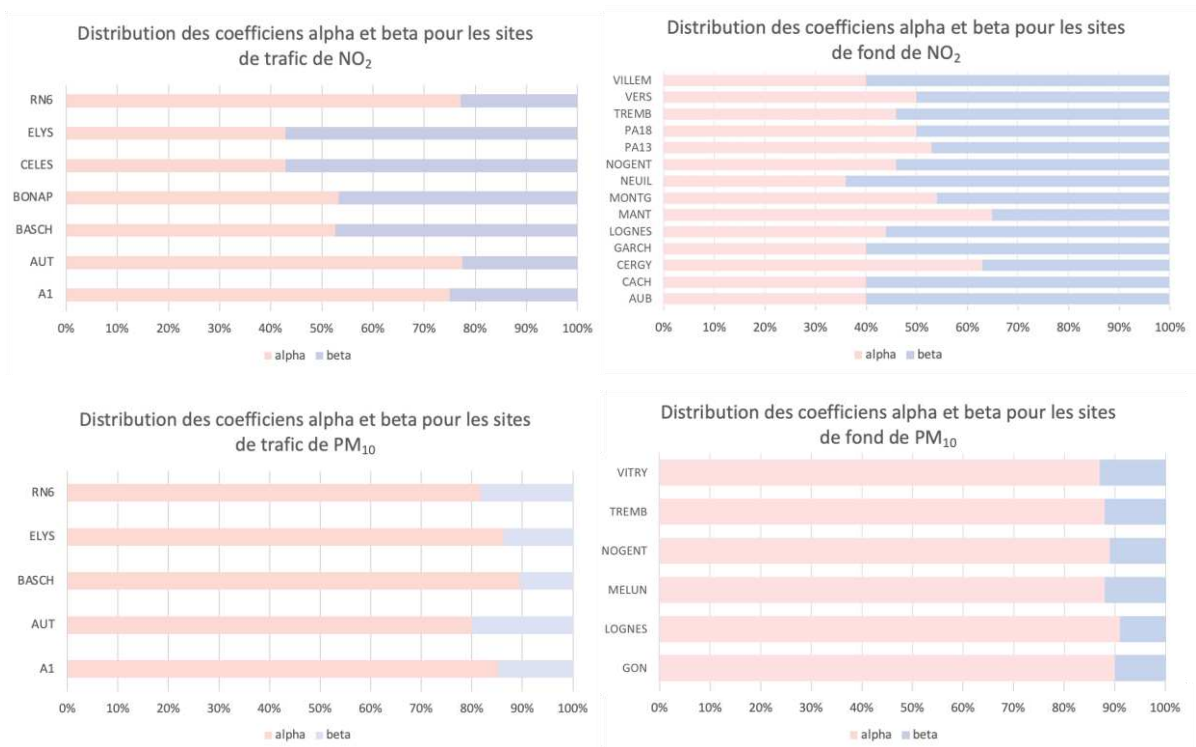 Distribution des coefficiens alpha et beta pour les sites
de trafic de NO₂
RN6
ELYS
CELES
BONAP
BASCH
AUT
A1
0% 10% 20% 30% 40% 50% 60% 70% 80% 90% 100%
alpha beta
Distribution des coefficiens alpha et beta pour les sites
de fond de NO₂
VILLEM
VERS
TREMB
PA18
PA13
NOGENT
NEUIL
MONTG
MANT
LOGNES
GARCH
CERGY
CACH
AUB
0% 10% 20% 30% 40% 50% 60% 70% 80% 90% 100%
alpha beta
Distribution des coefficiens alpha et beta pour les sites
de trafic de PM₁₀
RN6
ELYS
BASCH
AUT
A1
0% 10% 20% 30% 40% 50% 60% 70% 80% 90% 100%
alpha beta
Distribution des coefficiens alpha et beta pour les sites
de fond de PM₁₀
VITRY
TREMB
NOGENT
MELUN
LOGNES
GON
0% 10% 20% 30% 40% 50% 60% 70% 80% 90% 100%
alpha beta